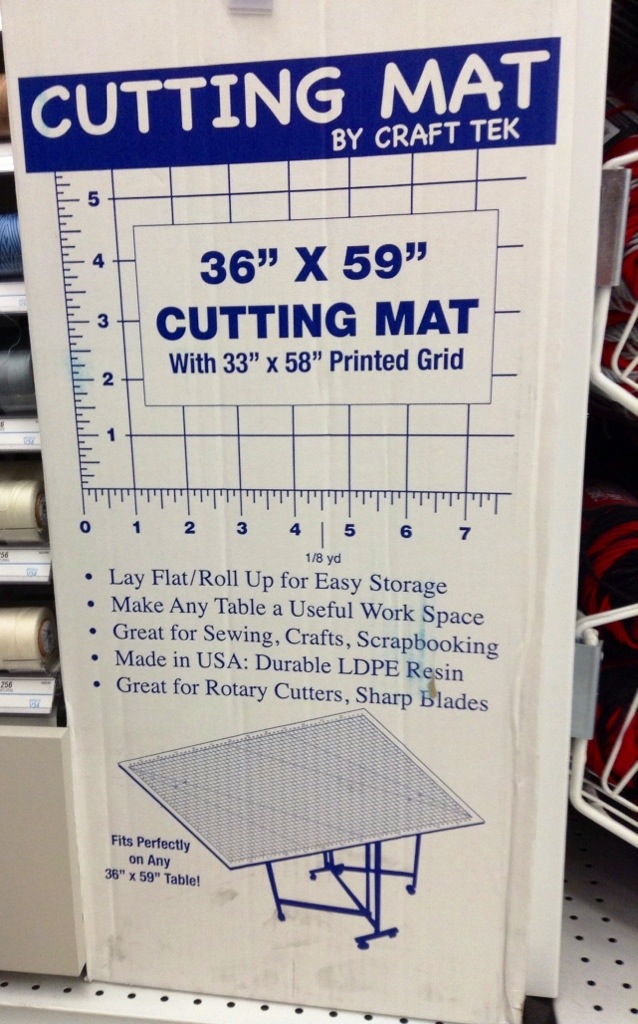 CUTTING MAT
BY CRAFT TEK
5
4
3
2
1
36" X 59"
CUTTING MAT
With 33" x 58" Printed Grid
0 1 2 3 4 5 6 7
1/8 yd
• Lay Flat/Roll Up for Easy Storage
• Make Any Table a Useful Work Space
• Great for Sewing, Crafts, Scrapbooking
• Made in USA: Durable LDPE Resin
• Great for Rotary Cutters, Sharp Blades
Fits Perfectly
on Any
36" x 59" Table!
256
256